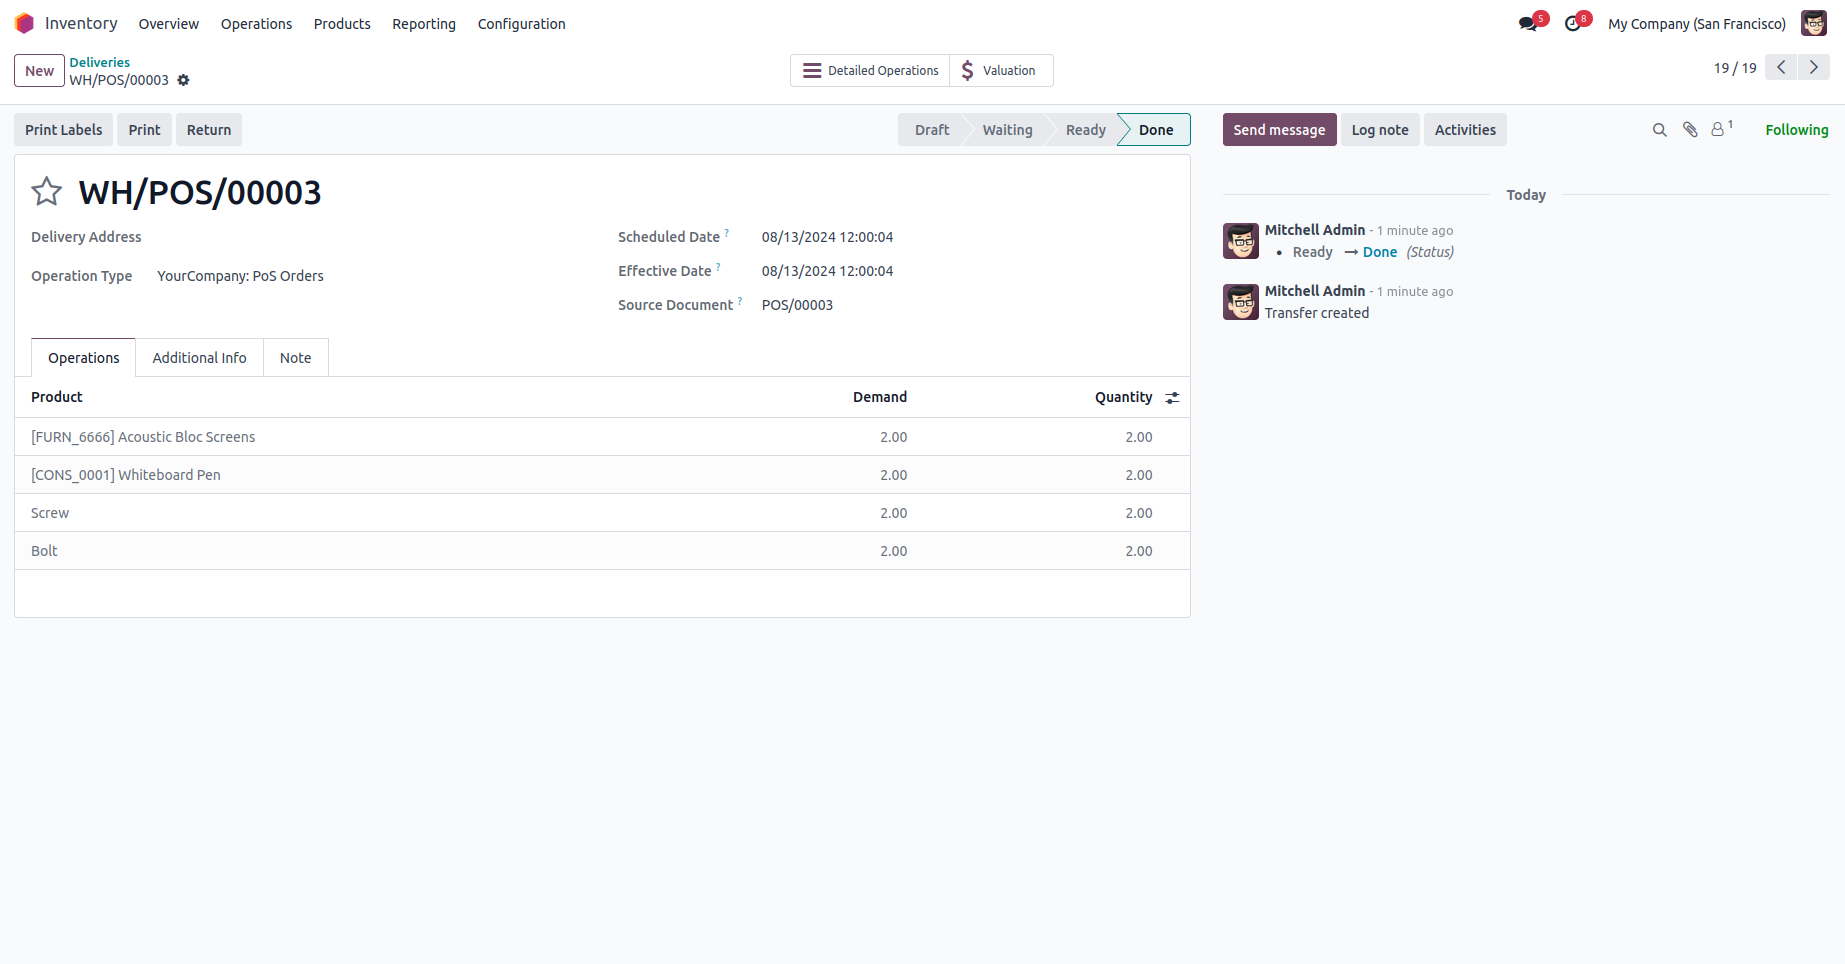 Inventory Overview Operations Products Reporting Configuration 5 8 My Company (San Francisco)
New Deliveries
WH/POS/00003
Detailed Operations Valuation 19 / 19
Print Labels Print Return Draft Waiting Ready Done Send message Log note Activities 1 Following
WH/POS/00003
Delivery Address
Operation Type YourCompany: PoS Orders
Scheduled Date ? 08/13/2024 12:00:04
Effective Date ? 08/13/2024 12:00:04
Source Document ? POS/00003
Operations Additional Info Note
Product Demand Quantity
[FURN_6666] Acoustic Bloc Screens 2.00 2.00
[CONS_0001] Whiteboard Pen 2.00 2.00
Screw 2.00 2.00
Bolt 2.00 2.00
Today
Mitchell Admin - 1 minute ago
• Ready → Done (Status)
Mitchell Admin - 1 minute ago
Transfer created